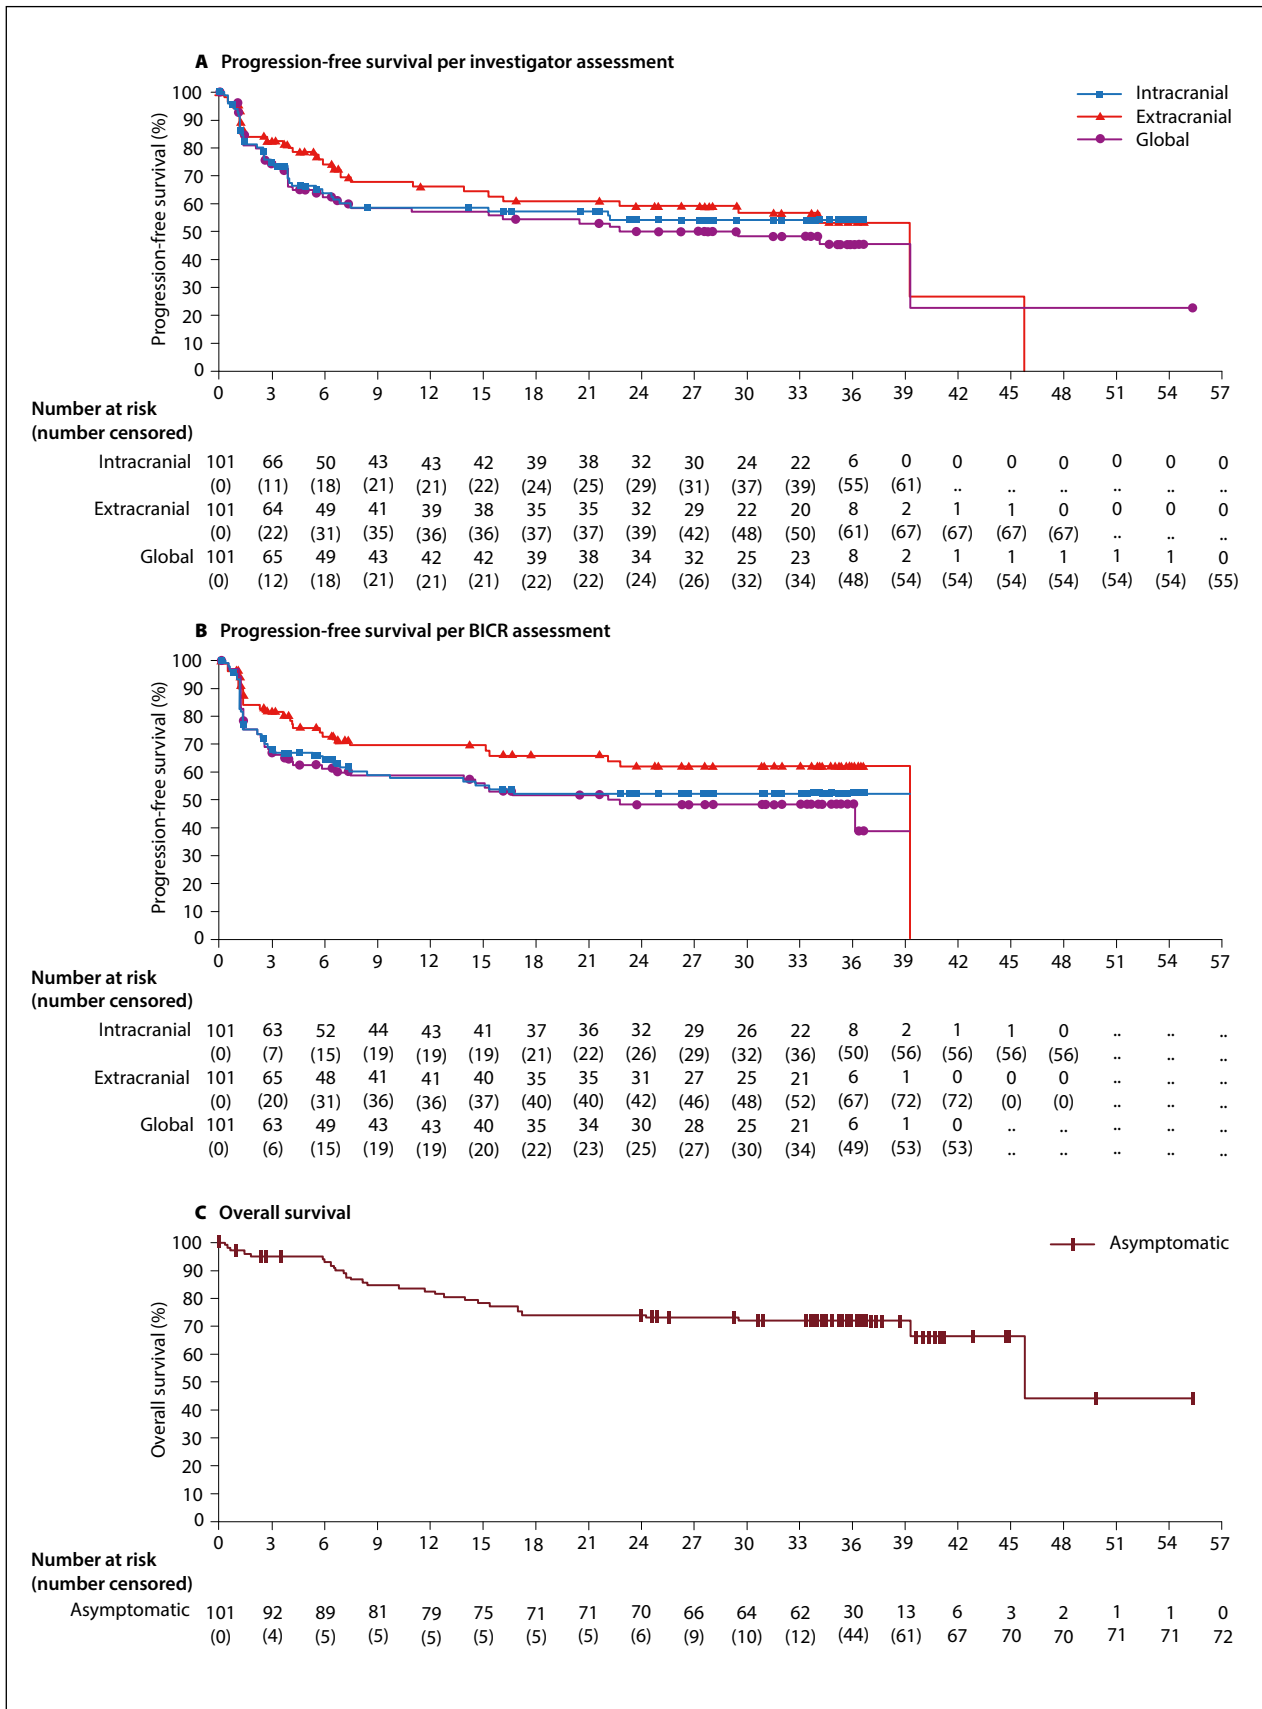 A Progression-free survival per investigator assessment
Intracranial
Extracranial
Global
Progression-free survival (%)
100
90
80
70
60
50
40
30
20
10
0
0 3 6 9 12 15 18 21 24 27 30 33 36 39 42 45 48 51 54 57
Number at risk
(number censored)
Intracranial 101 66 50 43 43 42 39 38 32 30 24 22 6 0 0 0 0 0 0 0
(0) (11) (18) (21) (21) (22) (24) (25) (29) (31) (37) (39) (55) (61) .. .. .. .. .. ..
Extracranial 101 64 49 41 39 38 35 35 32 29 22 20 8 2 1 1 0 0 0 0
(0) (22) (31) (35) (36) (36) (37) (37) (39) (42) (48) (50) (61) (67) (67) (67) (67) .. .. ..
Global 101 65 49 43 42 42 39 38 34 32 25 23 8 2 1 1 1 1 1 0
(0) (12) (18) (21) (21) (21) (22) (22) (24) (26) (32) (34) (48) (54) (54) (54) (54) (54) (54) (55)
B Progression-free survival per BICR assessment
Progression-free survival (%)
100
90
80
70
60
50
40
30
20
10
0
0 3 6 9 12 15 18 21 24 27 30 33 36 39 42 45 48 51 54 57
Number at risk
(number censored)
Intracranial 101 63 52 44 43 41 37 36 32 29 26 22 8 2 1 1 0 .. .. ..
(0) (7) (15) (19) (19) (19) (21) (22) (26) (29) (32) (36) (50) (56) (56) (56) (56) .. .. ..
Extracranial 101 65 48 41 41 40 35 35 31 27 25 21 6 1 0 0 0 .. .. ..
(0) (20) (31) (36) (36) (37) (40) (40) (42) (46) (48) (52) (67) (72) (72) (0) (0) .. .. ..
Global 101 63 49 43 43 40 35 34 30 28 25 21 6 1 0 .. .. .. .. ..
(0) (6) (15) (19) (19) (20) (22) (23) (25) (27) (30) (34) (49) (53) (53) .. .. .. .. ..
C Overall survival
Asymptomatic
Overall survival (%)
100
90
80
70
60
50
40
30
20
10
0
0 3 6 9 12 15 18 21 24 27 30 33 36 39 42 45 48 51 54 57
Number at risk
(number censored)
Asymptomatic 101 92 89 81 79 75 71 71 70 66 64 62 30 13 6 3 2 1 1 0
(0) (4) (5) (5) (5) (5) (5) (5) (6) (9) (10) (12) (44) (61) 67 70 70 71 71 72